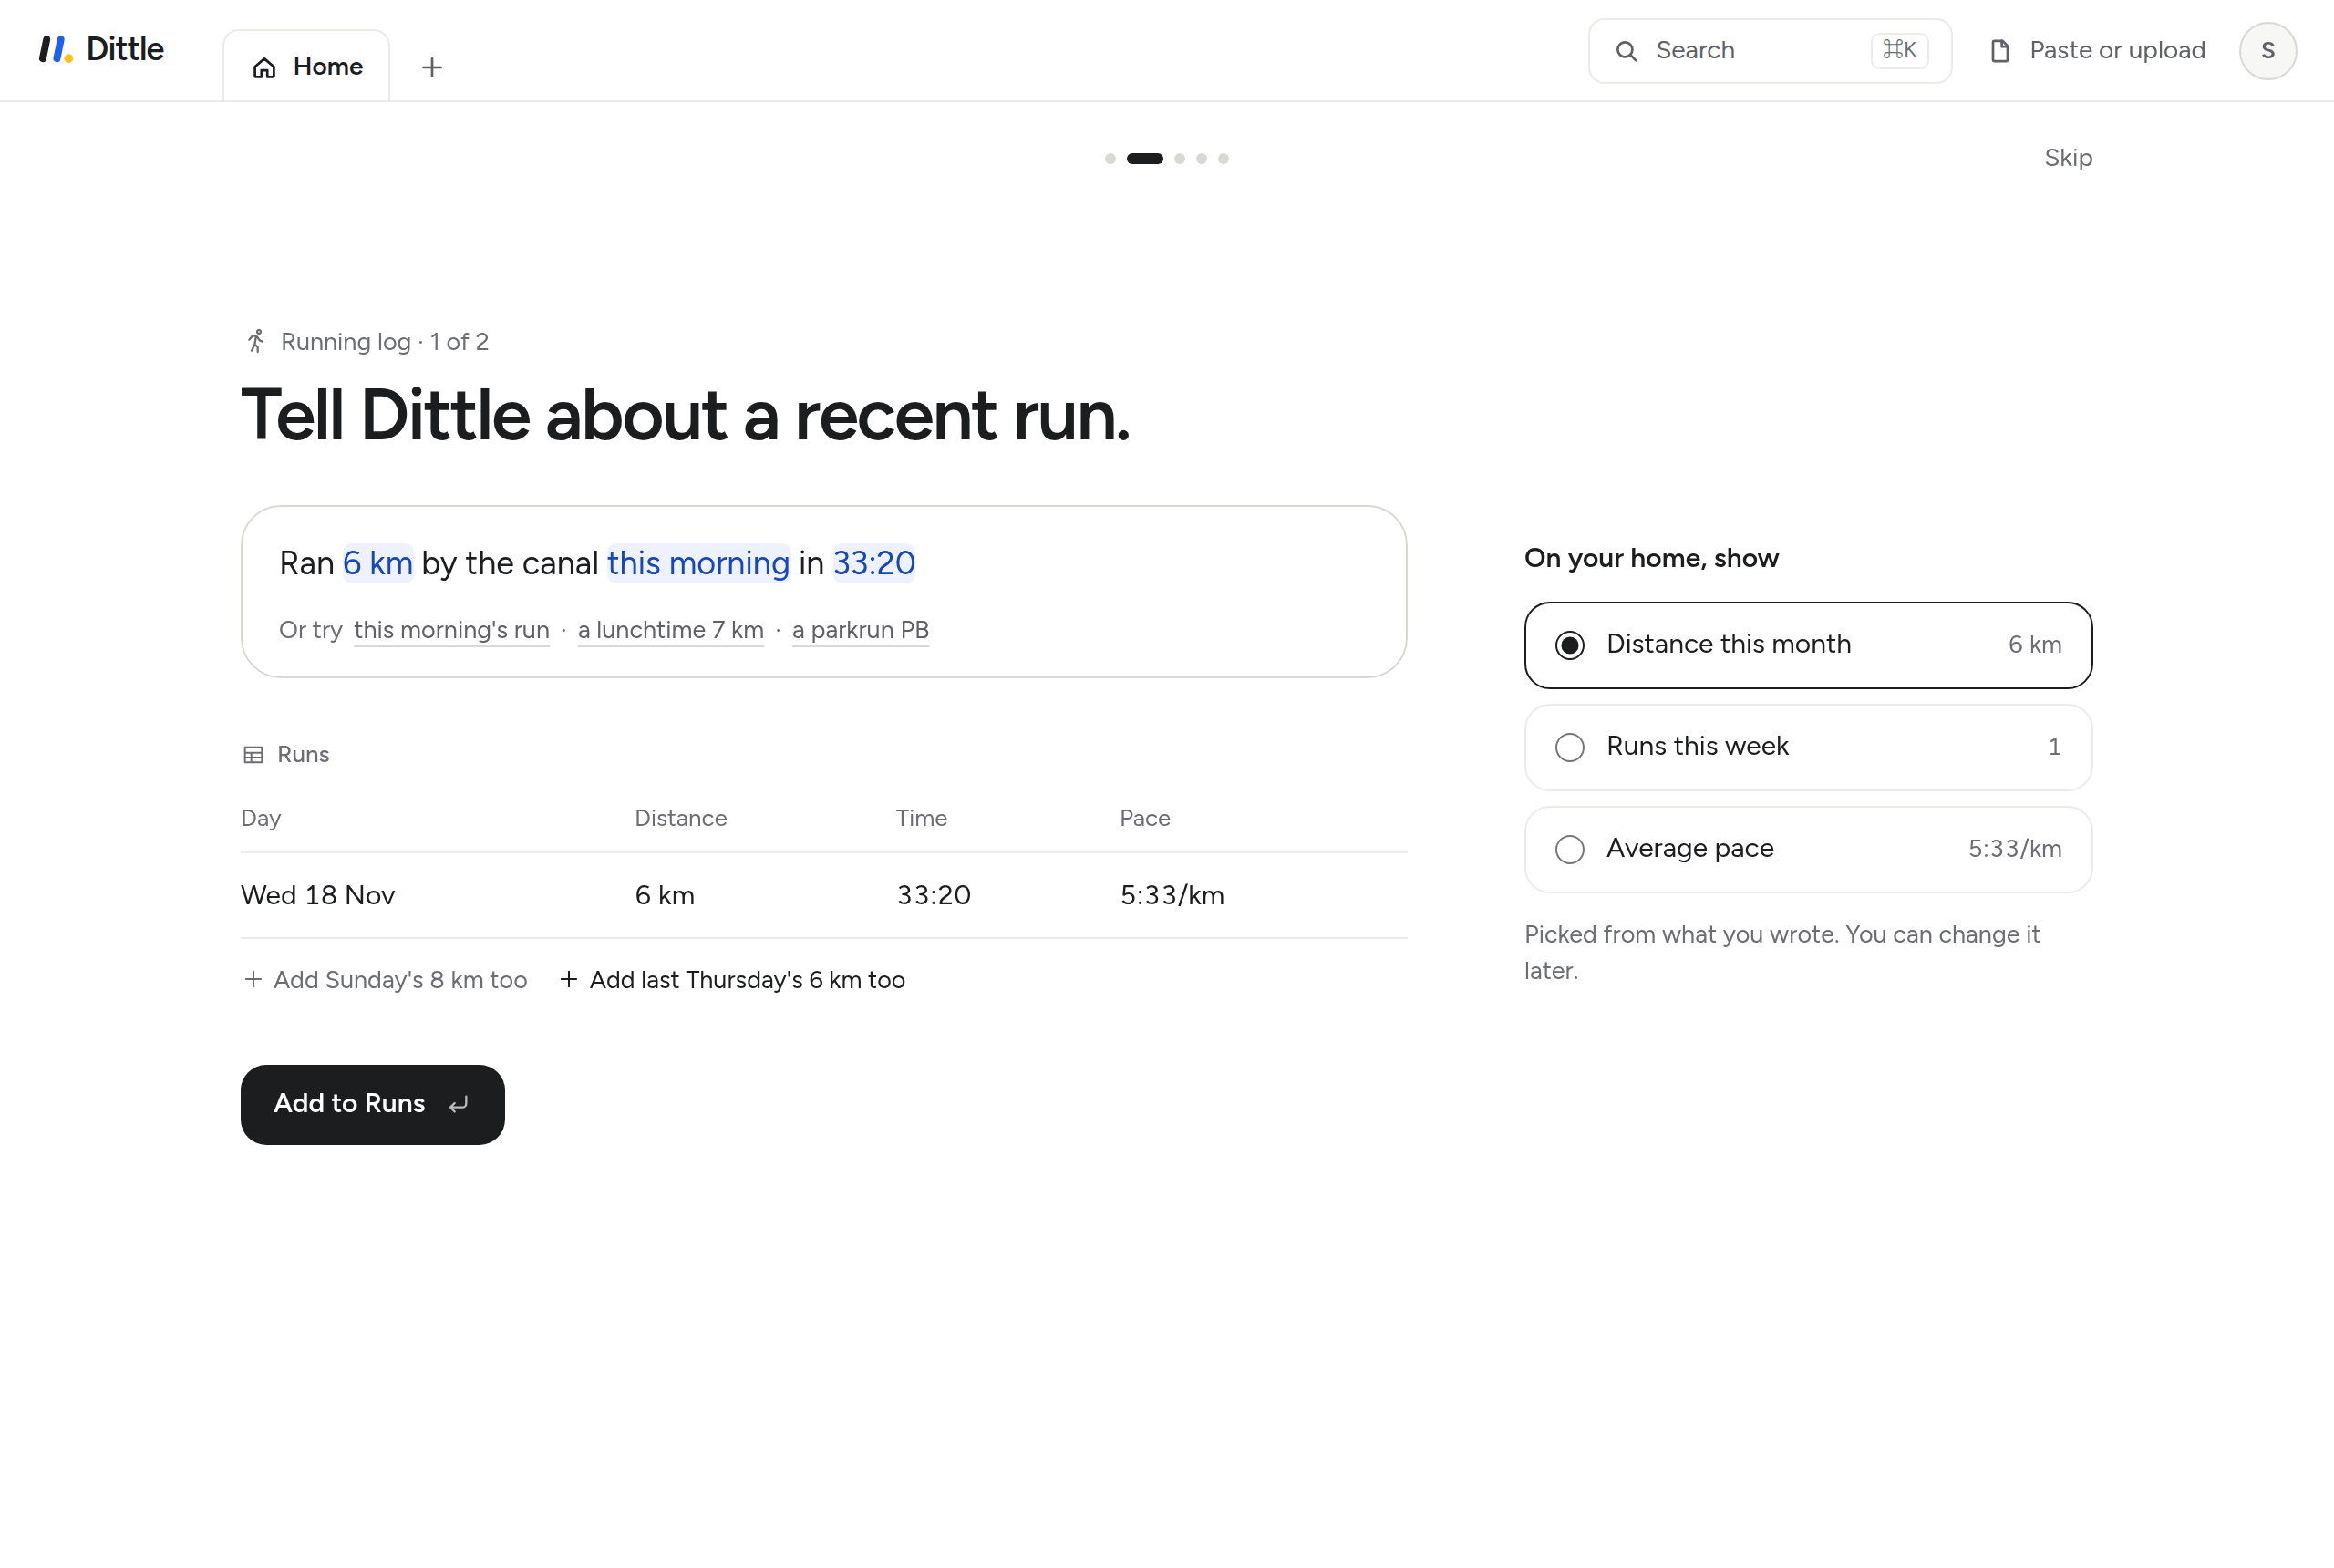 Dittle
Home
Search
⌘K
Paste or upload
S
Skip
Running log · 1 of 2
Tell Dittle about a recent run.
Ran 6 km by the canal this morning in 33:20
Or try this morning's run · a lunchtime 7 km · a parkrun PB
Runs
Day Distance Time Pace
Wed 18 Nov 6 km 33:20 5:33/km
Add Sunday's 8 km too Add last Thursday's 6 km too
Add to Runs
On your home, show
Distance this month 6 km
Runs this week 1
Average pace 5:33/km
Picked from what you wrote. You can change it
later.